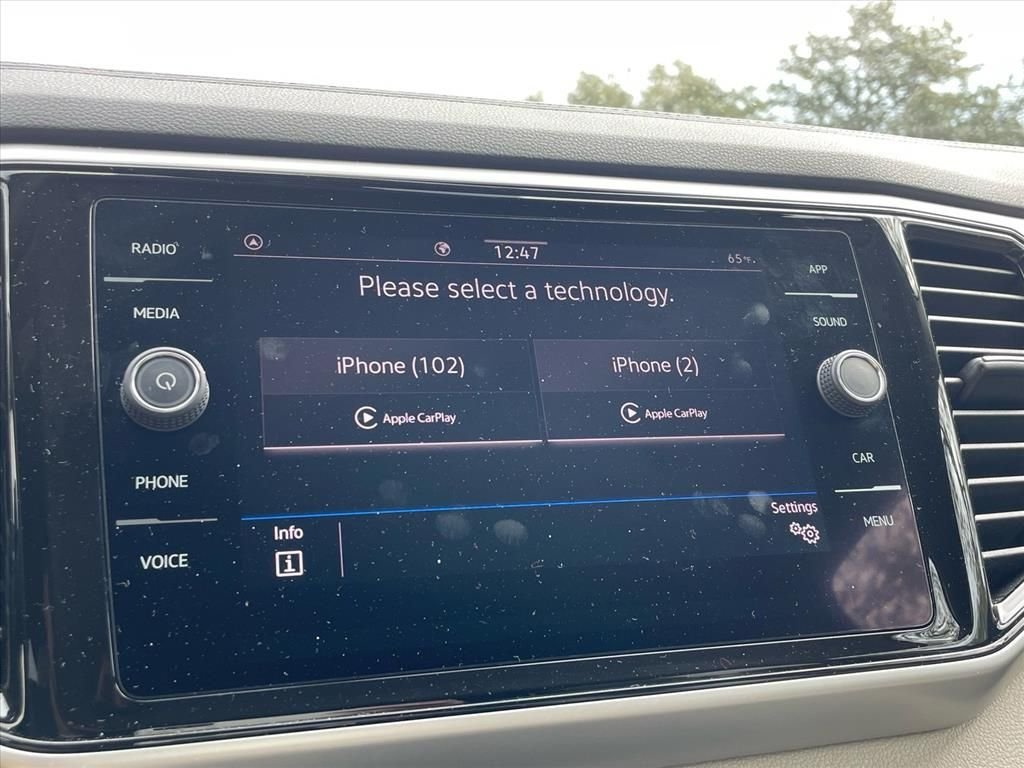 RADIO
MEDIA
PHONE
VOICE
12:47
65°F
Please select a technology.
iPhone (102)
Apple CarPlay
iPhone (2)
Apple CarPlay
Info
i
Settings
APP
SOUND
CAR
MENU